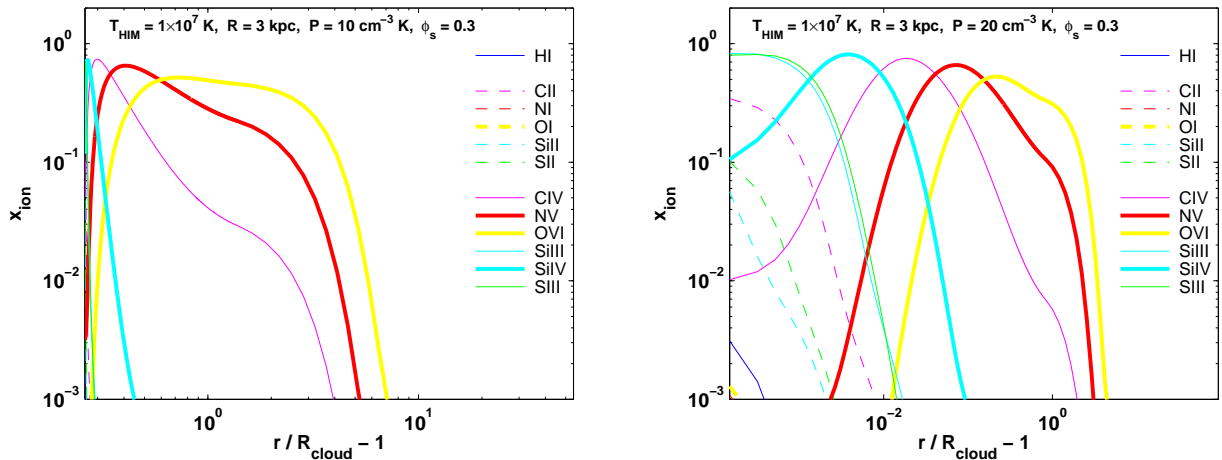 T_HIM = 1×10^7 K, R = 3 kpc, P = 10 cm^−3 K, ϕ_s = 0.3
10^0
10^−1
10^−2
10^−3
x_ion
HI
CII
NI
OI
SiII
SII
CIV
NV
OVI
SiIII
SiIV
SIII
10^0
10^1
r / R_cloud − 1
T_HIM = 1×10^7 K, R = 3 kpc, P = 20 cm^−3 K, ϕ_s = 0.3
10^0
10^−1
10^−2
10^−3
x_ion
HI
CII
NI
OI
SiII
SII
CIV
NV
OVI
SiIII
SiIV
SIII
10^−2
10^0
r / R_cloud − 1